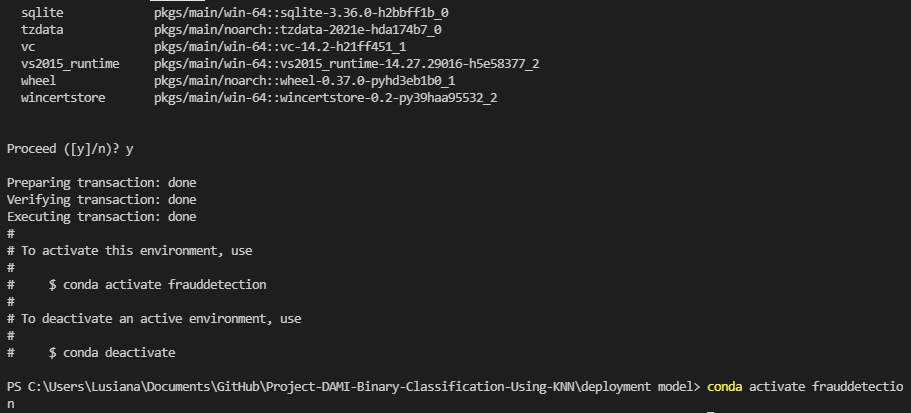 sqlite pkgs/main/win-64::sqlite-3.36.0-h2bbff1b_0
tzdata pkgs/main/noarch::tzdata-2021e-hda174b7_0
vc pkgs/main/win-64::vc-14.2-h21ff451_1
vs2015_runtime pkgs/main/win-64::vs2015_runtime-14.27.29016-h5e58377_2
wheel pkgs/main/noarch::wheel-0.37.0-pyhd3eb1b0_1
wincertstore pkgs/main/win-64::wincertstore-0.2-py39haa95532_2
Proceed ([y]/n)? y
Preparing transaction: done
Verifying transaction: done
Executing transaction: done
#
# To activate this environment, use
#
# $ conda activate frauddetection
#
# To deactivate an active environment, use
#
# $ conda deactivate
PS C:\Users\Lusiana\Documents\GitHub\Project-DAMI-Binary-Classification-Using-KNN\deployment model> conda activate frauddetectio
n